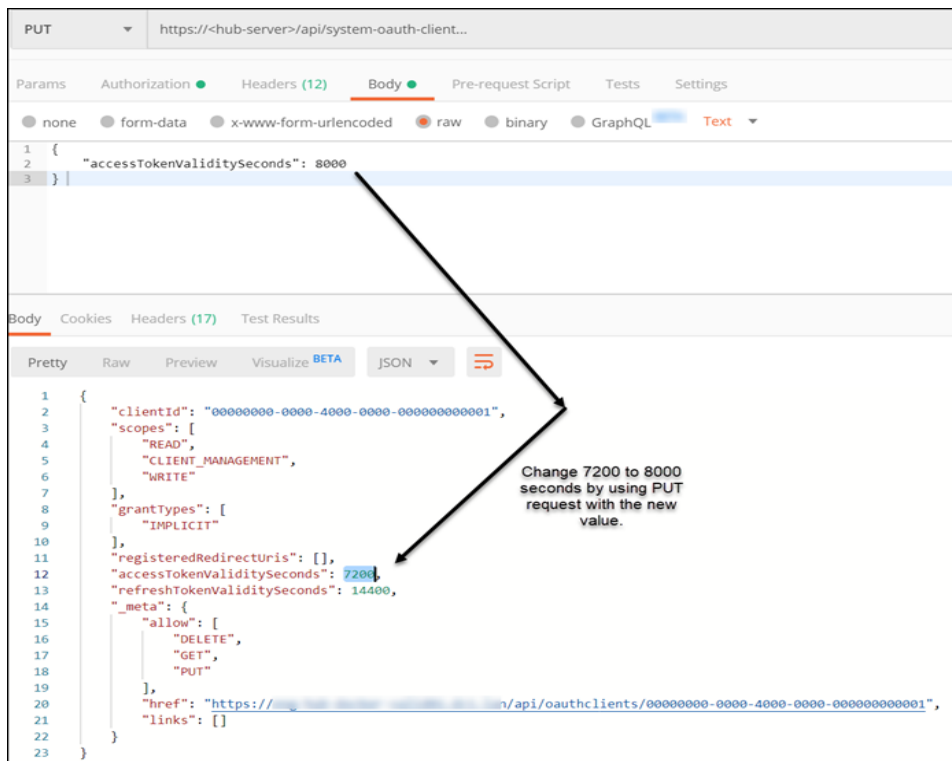 PUT https://<hub-server>/api/system-oauth-client...
Params Authorization Headers (12) Body Pre-request Script Tests Settings
none form-data x-www-form-urlencoded raw binary GraphQL Text
1 {
2 "accessTokenValiditySeconds": 8000
3 }
Body Cookies Headers (17) Test Results
Pretty Raw Preview Visualize BETA JSON
1 {
2 "clientId": "00000000-0000-4000-0000-000000000001",
3 "scopes": [
4 "READ",
5 "CLIENT_MANAGEMENT",
6 "WRITE"
7 ],
8 "grantTypes": [
9 "IMPLICIT"
10 ],
11 "registeredRedirectUris": [],
12 "accessTokenValiditySeconds": 7200,
13 "refreshTokenValiditySeconds": 14400,
14 "_meta": {
15 "allow": [
16 "DELETE",
17 "GET",
18 "PUT"
19 ],
20 "href": "https:// n/api/oauthclients/00000000-0000-4000-0000-000000000001",
21 "links": []
22 }
23 }
Change 7200 to 8000
seconds by using PUT
request with the new
value.